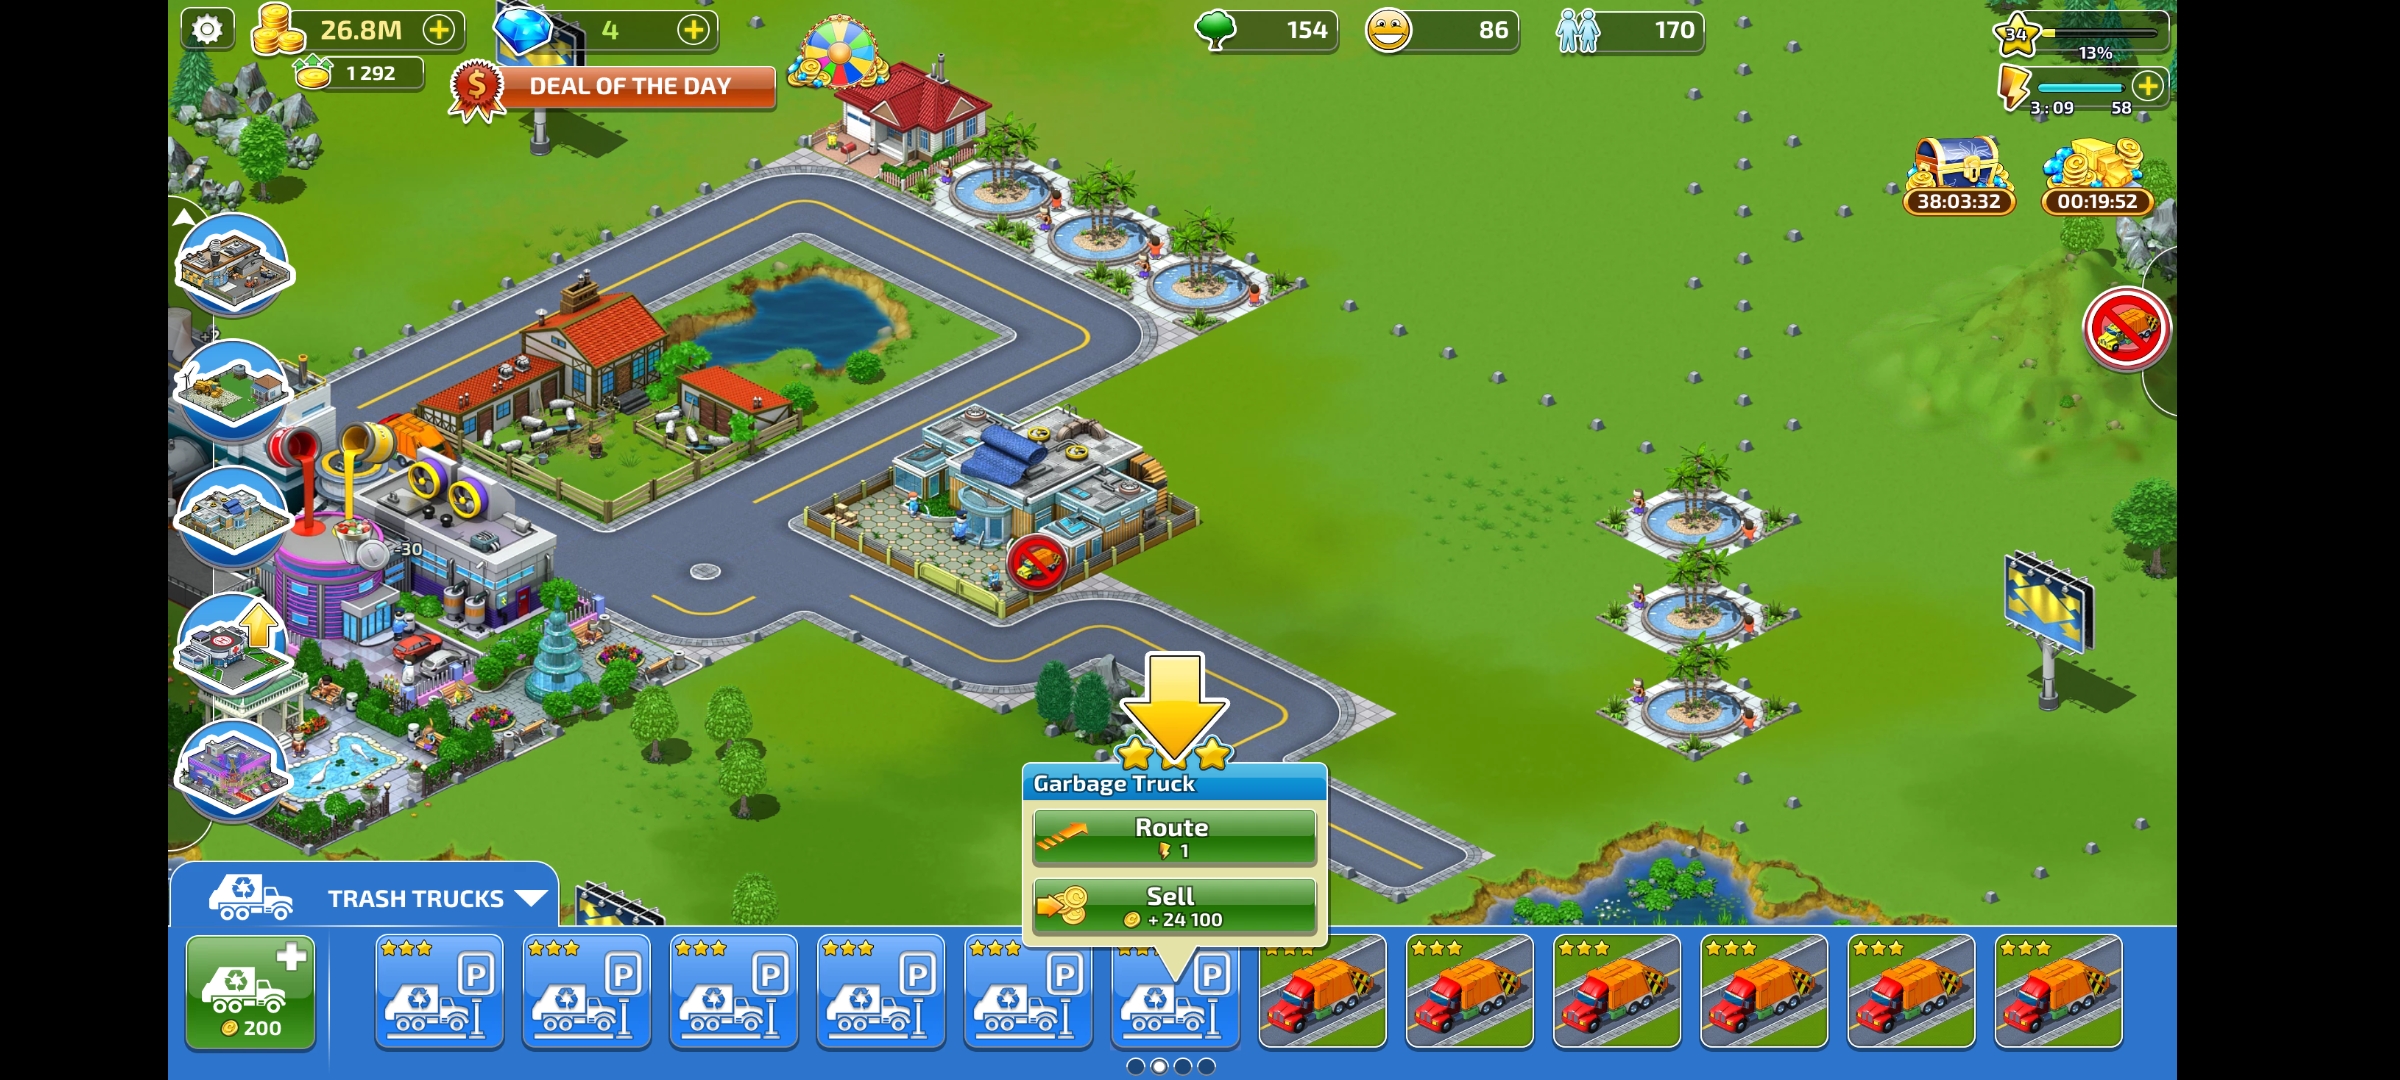 26.8M
4
154
86
170
34
13%
1 292
DEAL OF THE DAY
3:09
58
38:03:32
00:19:52
-30
Garbage Truck
Route
1
Sell
+ 24 100
TRASH TRUCKS
200
P
P
P
P
P
P